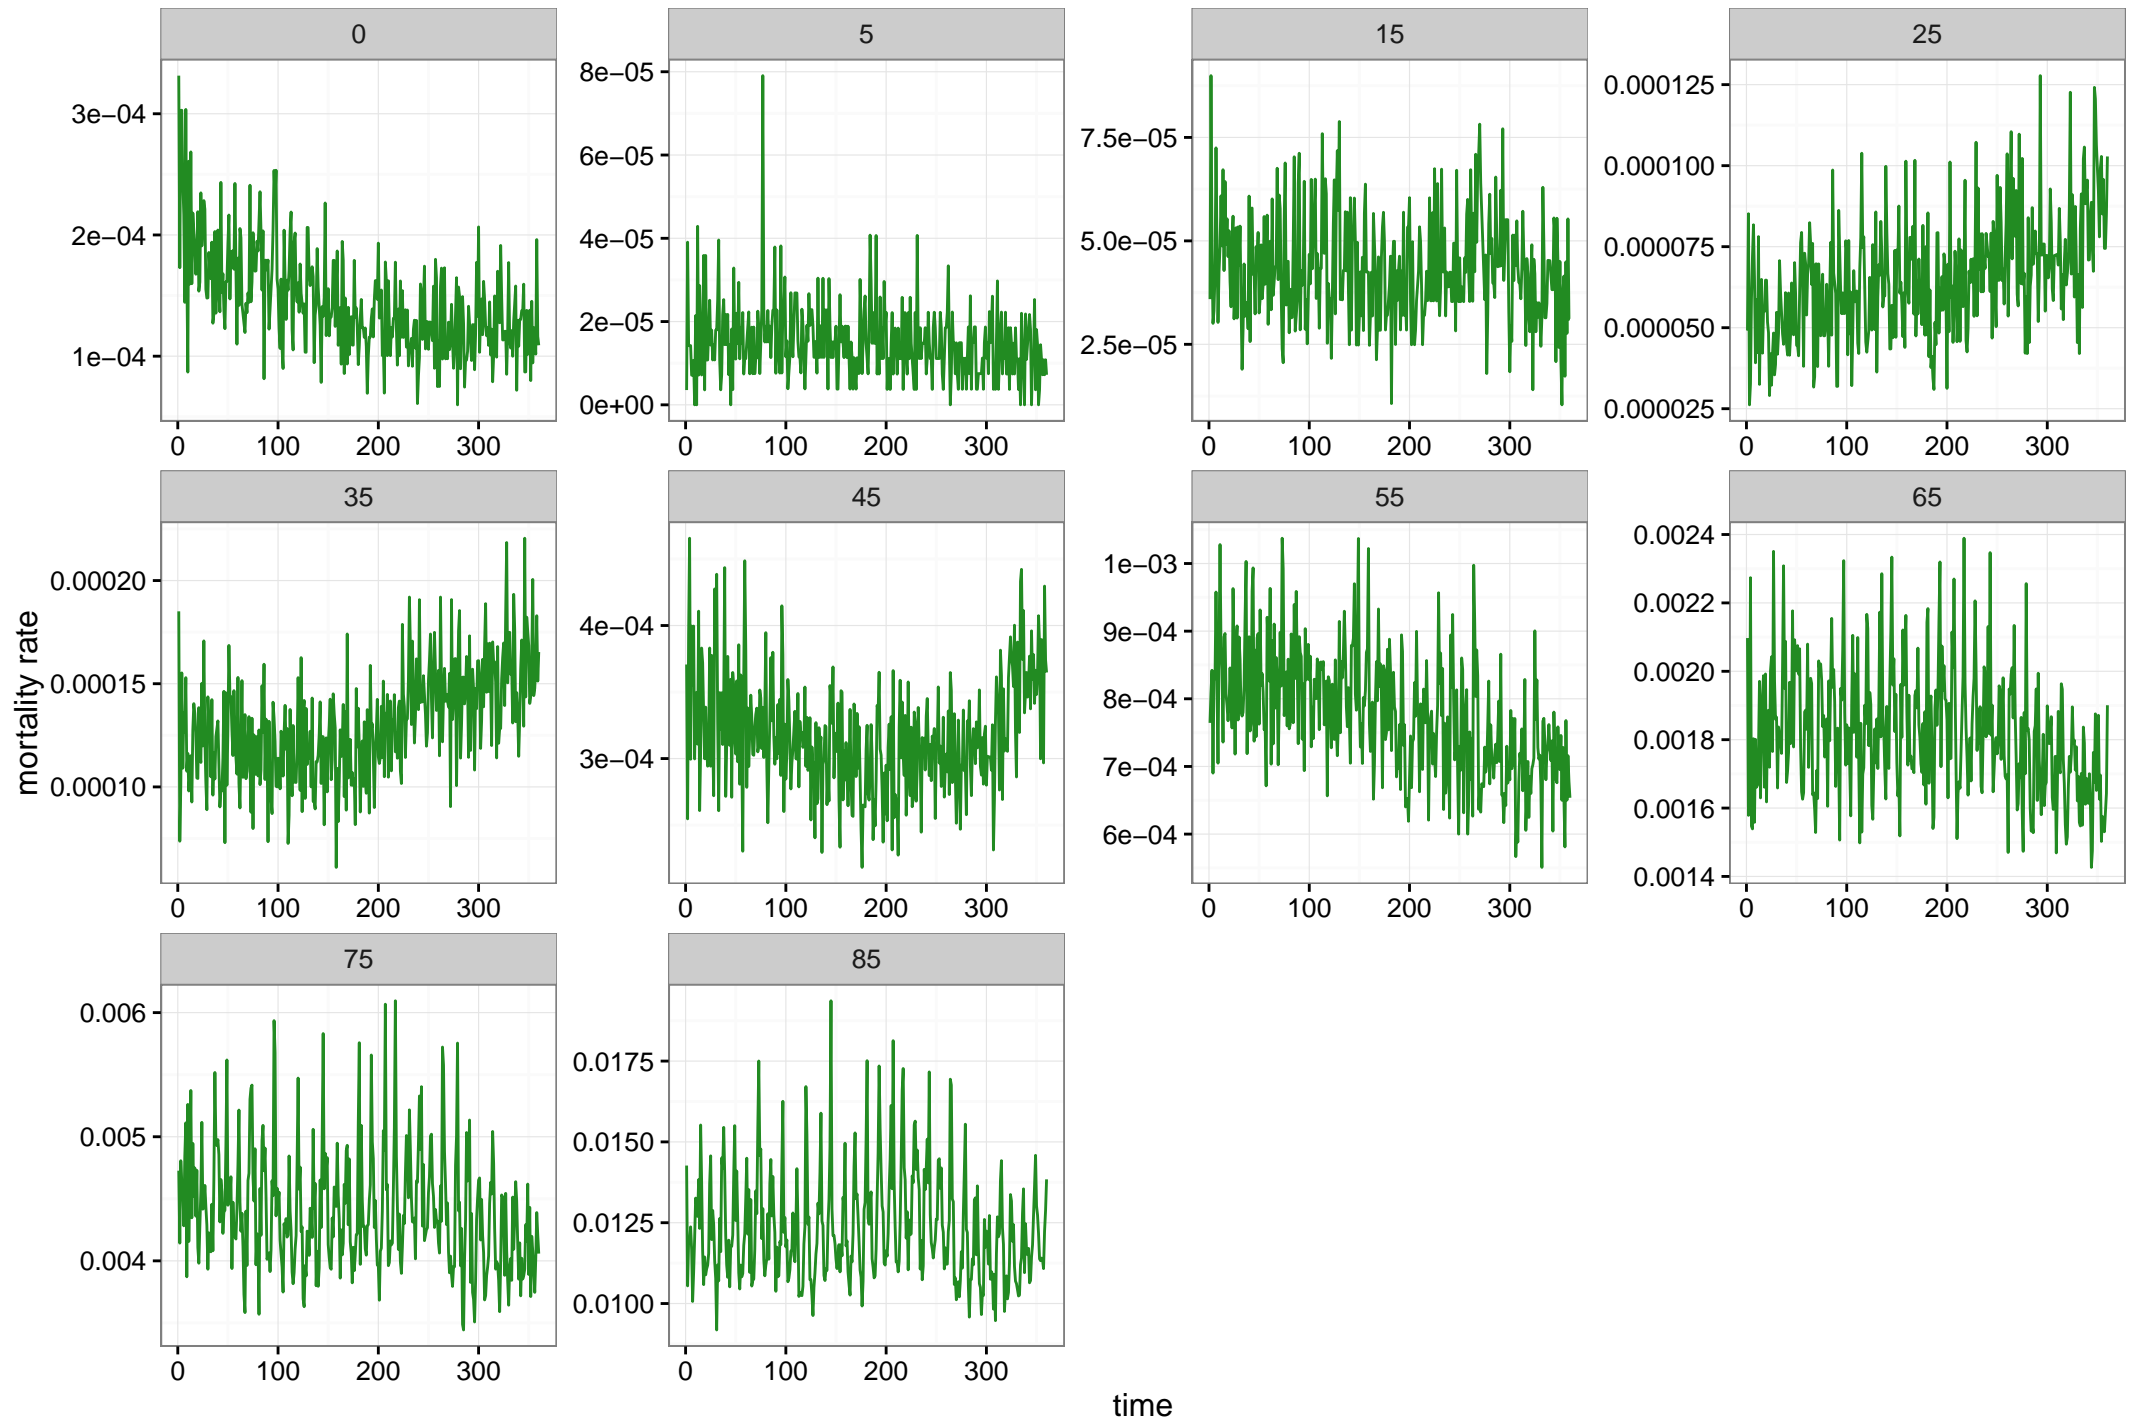 0 5 15 25
3e−04
2e−04
1e−04
0 100 200 300
8e−05
6e−05
4e−05
2e−05
0e+00
0 100 200 300
7.5e−05
5.0e−05
2.5e−05
0 100 200 300
0.000125
0.000100
0.000075
0.000050
0.000025
0 100 200 300
35 45 55 65
mortality rate
0.00020
0.00015
0.00010
0 100 200 300
4e−04
3e−04
0 100 200 300
1e−03
9e−04
8e−04
7e−04
6e−04
0 100 200 300
0.0024
0.0022
0.0020
0.0018
0.0016
0.0014
0 100 200 300
75 85
0.006
0.005
0.004
0 100 200 300
0.0175
0.0150
0.0125
0.0100
0 100 200 300
time